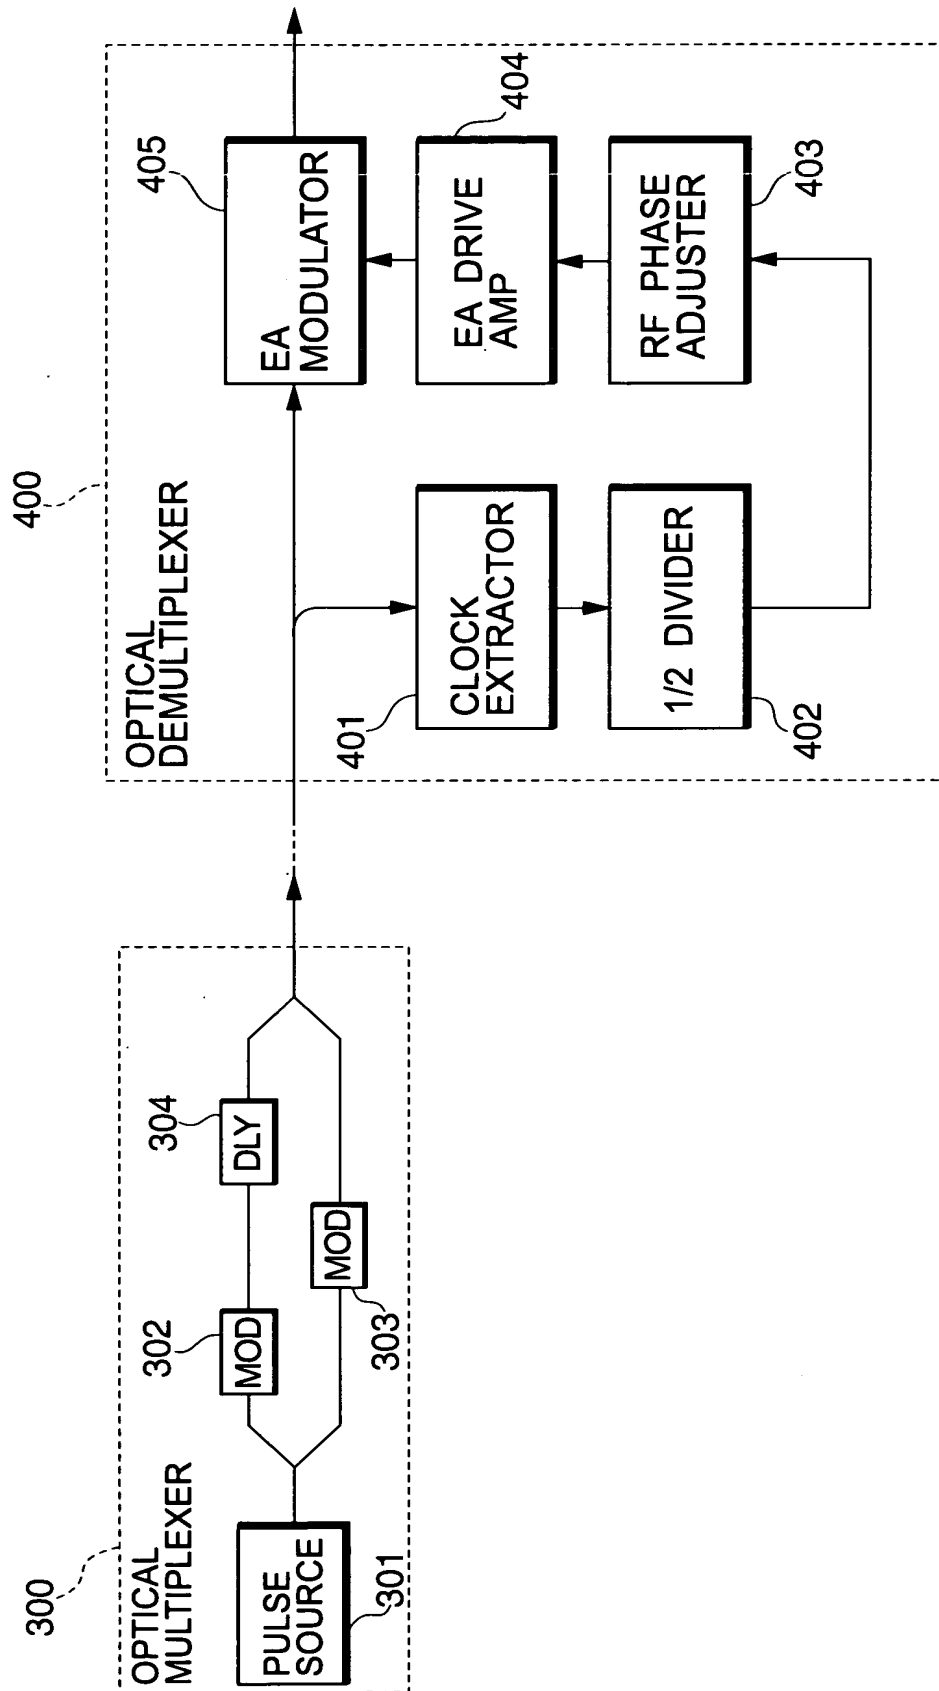 300
OPTICAL
MULTIPLEXER
PULSE
SOURCE
301
302
MOD
304
DLY
MOD
303
400
OPTICAL
DEMULTIPLEXER
401
CLOCK
EXTRACTOR
1/2 DIVIDER
402
405
EA
MODULATOR
EA DRIVE
AMP
404
RF PHASE
ADJUSTER
403